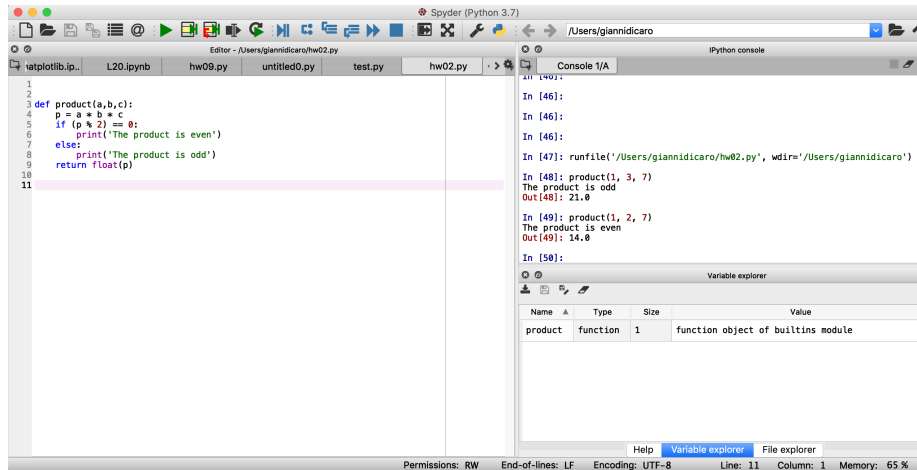 Spyder (Python 3.7)
/Users/giannidicaro
Editor - /Users/giannidicaro/hw02.py
atplotlib.ip.. L20.ipynb hw09.py untitled0.py test.py hw02.py
1
2
3 def product(a,b,c):
4 p = a * b * c
5 if (p % 2) == 0:
6 print('The product is even')
7 else:
8 print('The product is odd')
9 return float(p)
10
11
IPython console
Console 1/A
In [46]:
In [46]:
In [46]:
In [46]:
In [47]: runfile('/Users/giannidicaro/hw02.py', wdir='/Users/giannidicaro')
In [48]: product(1, 3, 7)
The product is odd
Out[48]: 21.0
In [49]: product(1, 2, 7)
The product is even
Out[49]: 14.0
In [50]:
Variable explorer
Name Type Size Value
product function 1 function object of builtins module
Help Variable explorer File explorer
Permissions: RW End-of-lines: LF Encoding: UTF-8 Line: 11 Column: 1 Memory: 65 %